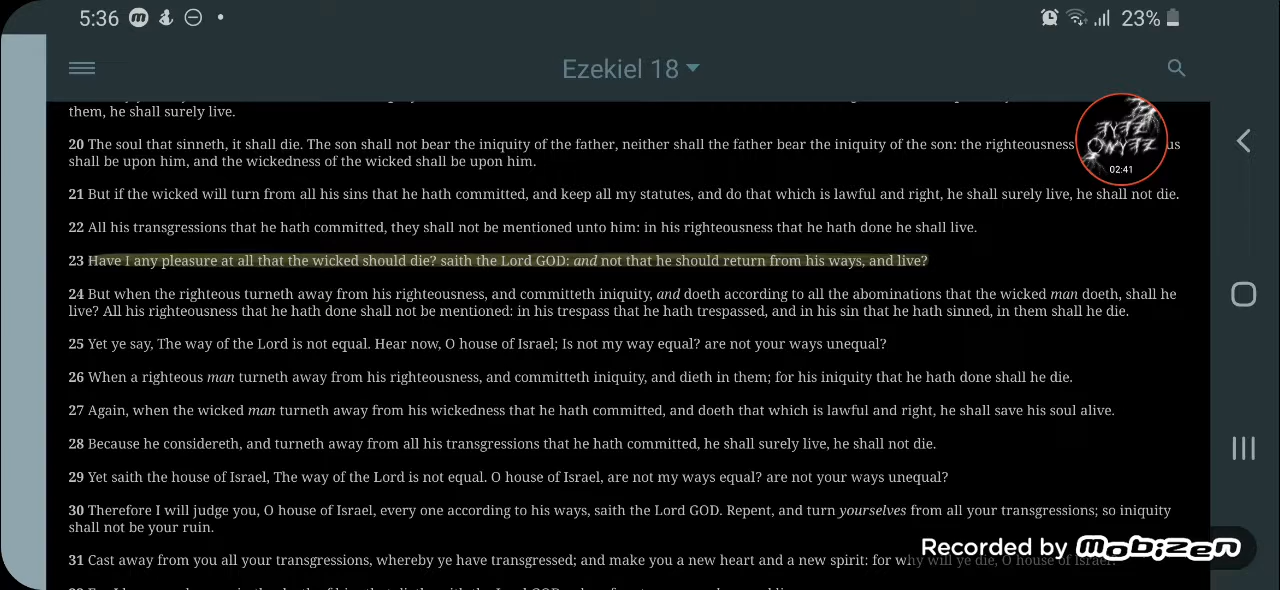 5:36
23%
Ezekiel 18
them, he shall surely live.
20 The soul that sinneth, it shall die. The son shall not bear the iniquity of the father, neither shall the father bear the iniquity of the son: the righteousness us
shall be upon him, and the wickedness of the wicked shall be upon him.
02:41
21 But if the wicked will turn from all his sins that he hath committed, and keep all my statutes, and do that which is lawful and right, he shall surely live, he shall not die.
22 All his transgressions that he hath committed, they shall not be mentioned unto him: in his righteousness that he hath done he shall live.
23 Have I any pleasure at all that the wicked should die? saith the Lord GOD: and not that he should return from his ways, and live?
24 But when the righteous turneth away from his righteousness, and committeth iniquity, and doeth according to all the abominations that the wicked man doeth, shall he
live? All his righteousness that he hath done shall not be mentioned: in his trespass that he hath trespassed, and in his sin that he hath sinned, in them shall he die.
25 Yet ye say, The way of the Lord is not equal. Hear now, O house of Israel; Is not my way equal? are not your ways unequal?
26 When a righteous man turneth away from his righteousness, and committeth iniquity, and dieth in them; for his iniquity that he hath done shall he die.
27 Again, when the wicked man turneth away from his wickedness that he hath committed, and doeth that which is lawful and right, he shall save his soul alive.
28 Because he considereth, and turneth away from all his transgressions that he hath committed, he shall surely live, he shall not die.
29 Yet saith the house of Israel, The way of the Lord is not equal. O house of Israel, are not my ways equal? are not your ways unequal?
30 Therefore I will judge you, O house of Israel, every one according to his ways, saith the Lord GOD. Repent, and turn yourselves from all your transgressions; so iniquity
shall not be your ruin.
Recorded by mobizen
31 Cast away from you all your transgressions, whereby ye have transgressed; and make you a new heart and a new spirit: for why will ye die, O house of Israel?